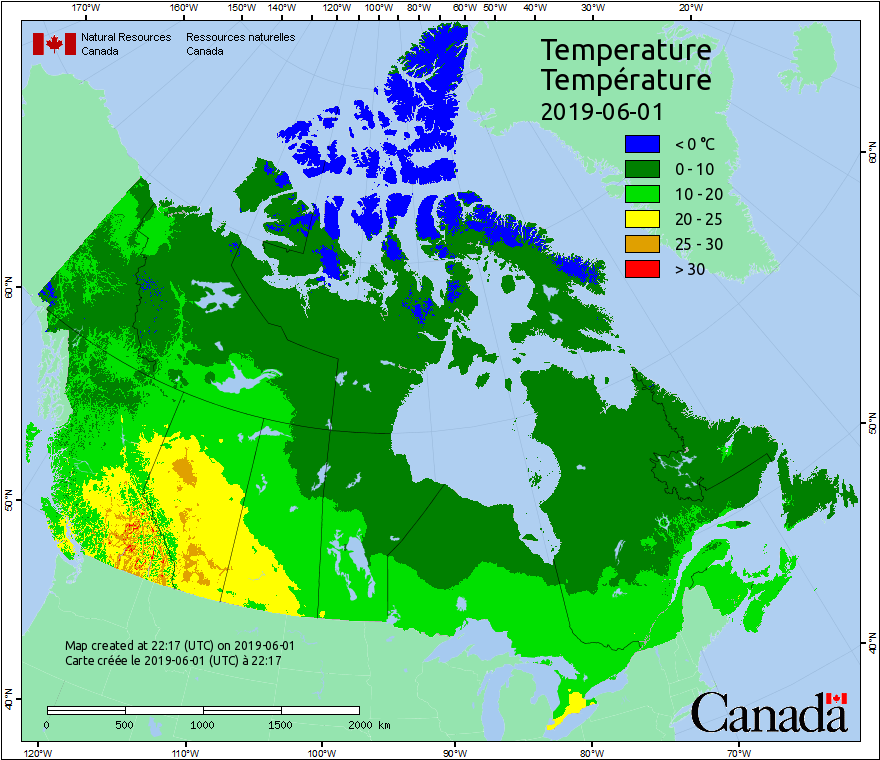 170°W 160°W 150°W 140°W 120°W 100°W 80°W 60°W 50°W 40°W 30°W 20°W
Natural Resources Ressources naturelles
Canada Canada
Temperature
Température
2019-06-01
< 0 °C
0 - 10
10 - 20
20 - 25
25 - 30
> 30
60°N
60°N
50°N
50°N
40°N
40°N
Map created at 22:17 (UTC) on 2019-06-01
Carte créée le 2019-06-01 (UTC) à 22:17
0 500 1000 1500 2000 km
Canada
120°W 110°W 100°W 90°W 80°W 70°W